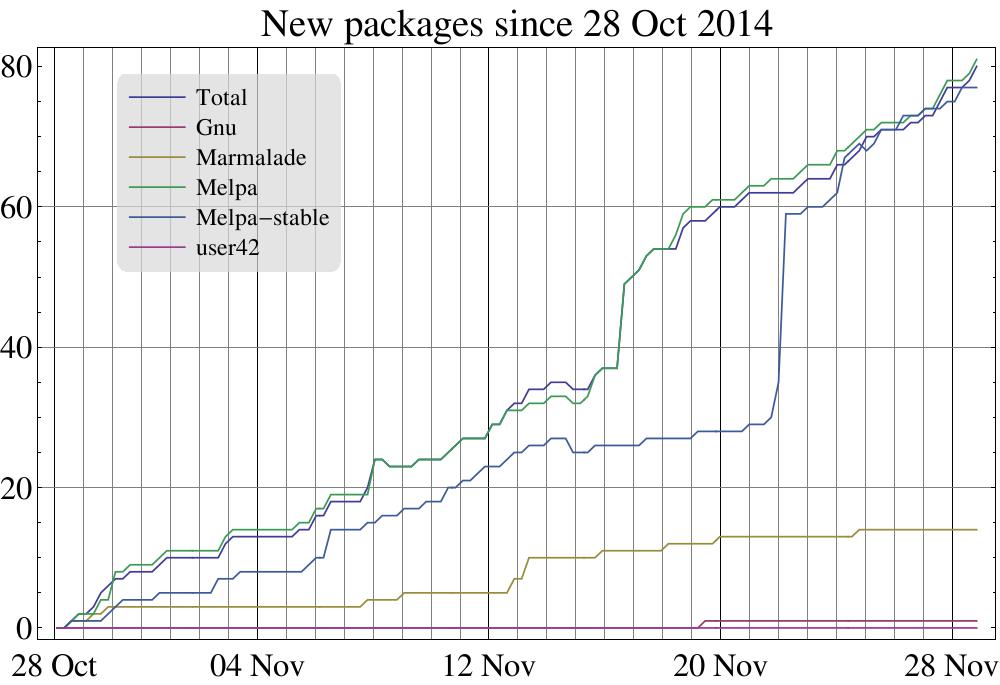 New packages since 28 Oct 2014
80
60
40
20
0
Total
Gnu
Marmalade
Melpa
Melpa−stable
user42
28 Oct 04 Nov 12 Nov 20 Nov 28 Nov